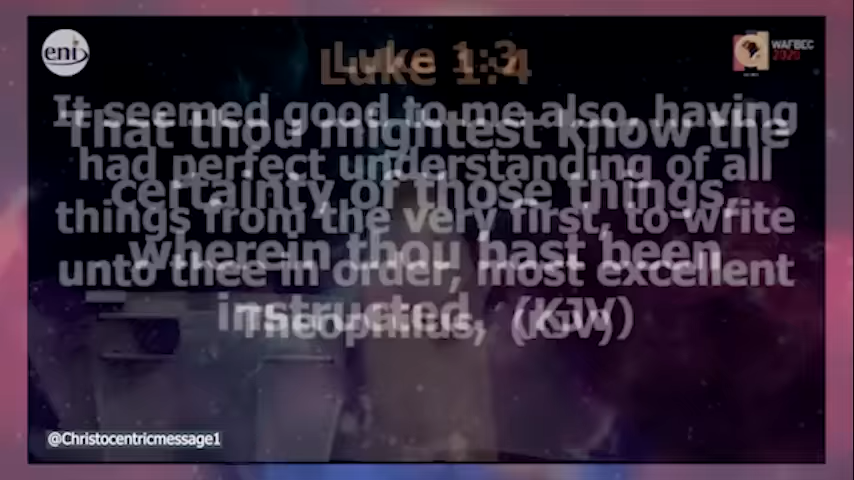 eni
WAFBEC
2020
Luke 1:3
It seemed good to me also, having
had perfect understanding of all
things from the very first, to write
unto thee in order, most excellent
Theophilus, (KJV)
Luke 1:4
That thou mightest know the
certainty of those things,
wherein thou hast been
instructed. (KJV)
@Christocentricmessage1